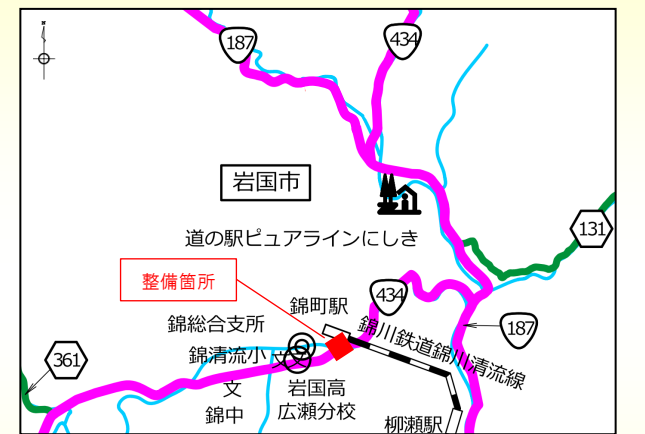 187
434
岩国市
131
道の駅ピュアラインにしき
整備箇所
434
錦町駅
錦総合支所
錦川鉄道錦川清流線
187
錦清流小 文文
361
文
岩国高
錦中
広瀬分校
柳瀬駅